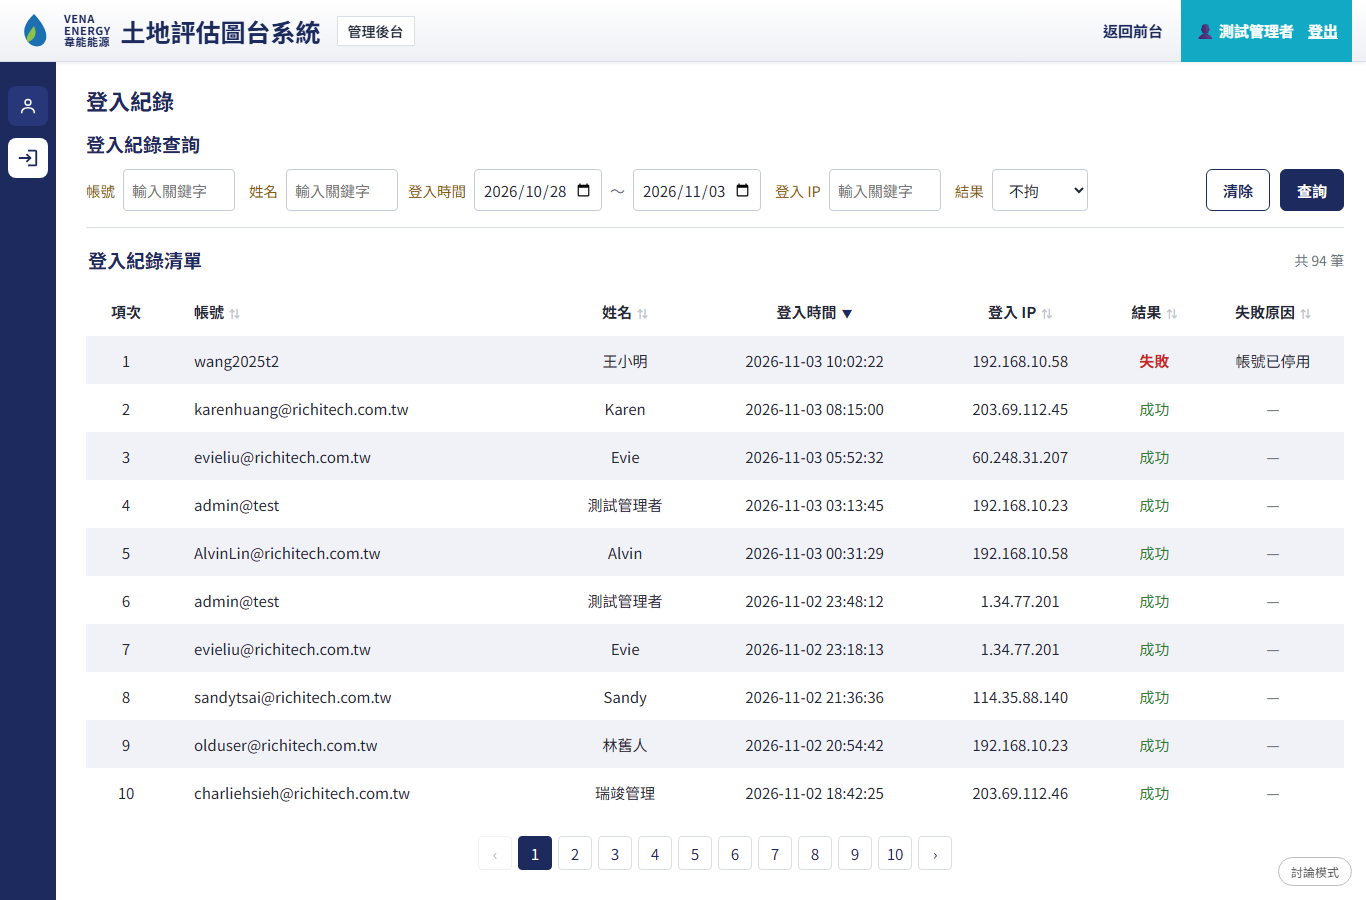 VENA
ENERGY
韋能能源
土地評估圖台系統
管理後台
返回前台
測試管理者 登出
登入紀錄
登入紀錄查詢
帳號 輸入關鍵字 姓名 輸入關鍵字 登入時間 2026/10/28 ～ 2026/11/03 登入 IP 輸入關鍵字 結果 不拘 清除 查詢
登入紀錄清單 共 94 筆
項次 帳號 姓名 登入時間 ▼ 登入 IP 結果 失敗原因
1 wang2025t2 王小明 2026-11-03 10:02:22 192.168.10.58 失敗 帳號已停用
2 karenhuang@richitech.com.tw Karen 2026-11-03 08:15:00 203.69.112.45 成功 —
3 evieliu@richitech.com.tw Evie 2026-11-03 05:52:32 60.248.31.207 成功 —
4 admin@test 測試管理者 2026-11-03 03:13:45 192.168.10.23 成功 —
5 AlvinLin@richitech.com.tw Alvin 2026-11-03 00:31:29 192.168.10.58 成功 —
6 admin@test 測試管理者 2026-11-02 23:48:12 1.34.77.201 成功 —
7 evieliu@richitech.com.tw Evie 2026-11-02 23:18:13 1.34.77.201 成功 —
8 sandytsai@richitech.com.tw Sandy 2026-11-02 21:36:36 114.35.88.140 成功 —
9 olduser@richitech.com.tw 林舊人 2026-11-02 20:54:42 192.168.10.23 成功 —
10 charliehsieh@richitech.com.tw 瑞竣管理 2026-11-02 18:42:25 203.69.112.46 成功 —
‹ 1 2 3 4 5 6 7 8 9 10 ›
討論模式